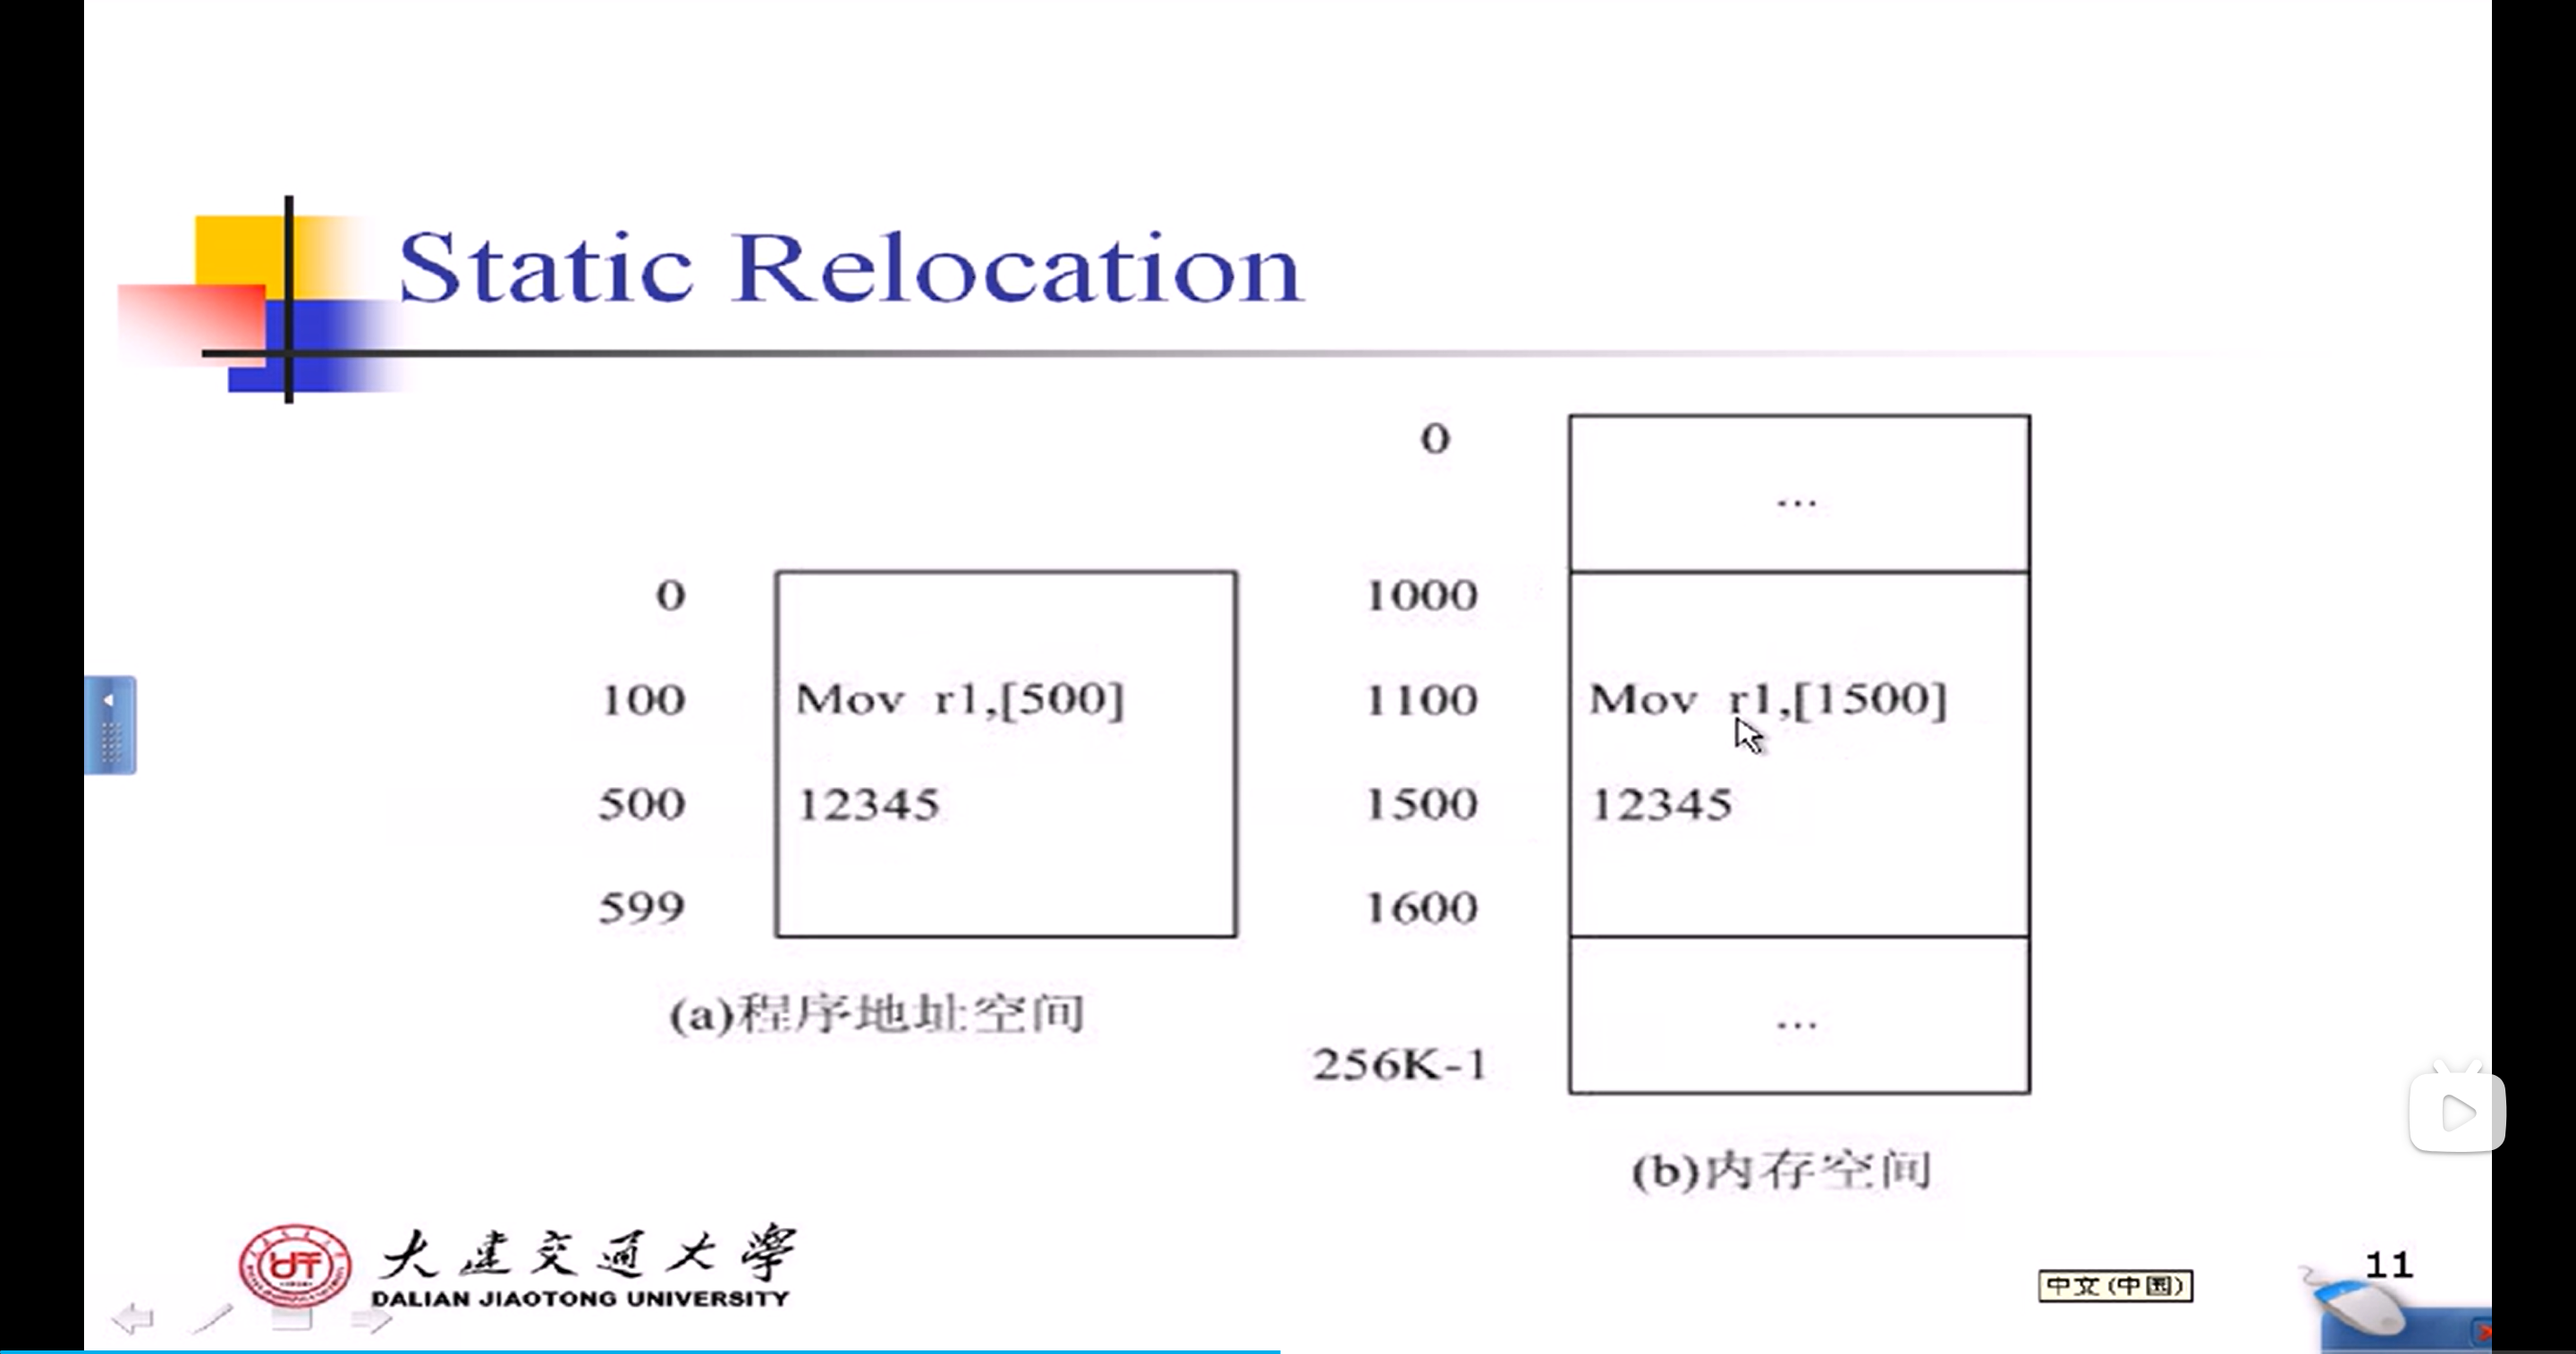 Static Relocation
0
...
0
1000
100
Mov r1,[500]
1100
Mov r1,[1500]
500
12345
1500
12345
599
1600
(a)程序地址空间
...
256K-1
(b)内存空间
大连交通大学
DALIAN JIAOTONG UNIVERSITY
中文(中国)
11